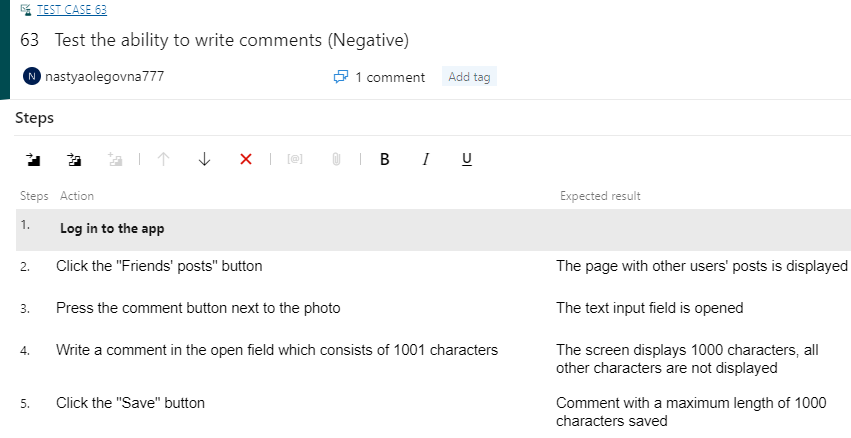 TEST CASE 63
63 Test the ability to write comments (Negative)
N nastyaolegovna777 1 comment Add tag
Steps
[@] B I U
Steps Action Expected result
1. Log in to the app
2. Click the "Friends' posts" button The page with other users' posts is displayed
3. Press the comment button next to the photo The text input field is opened
4. Write a comment in the open field which consists of 1001 characters The screen displays 1000 characters, all
other characters are not displayed
5. Click the "Save" button Comment with a maximum length of 1000
characters saved